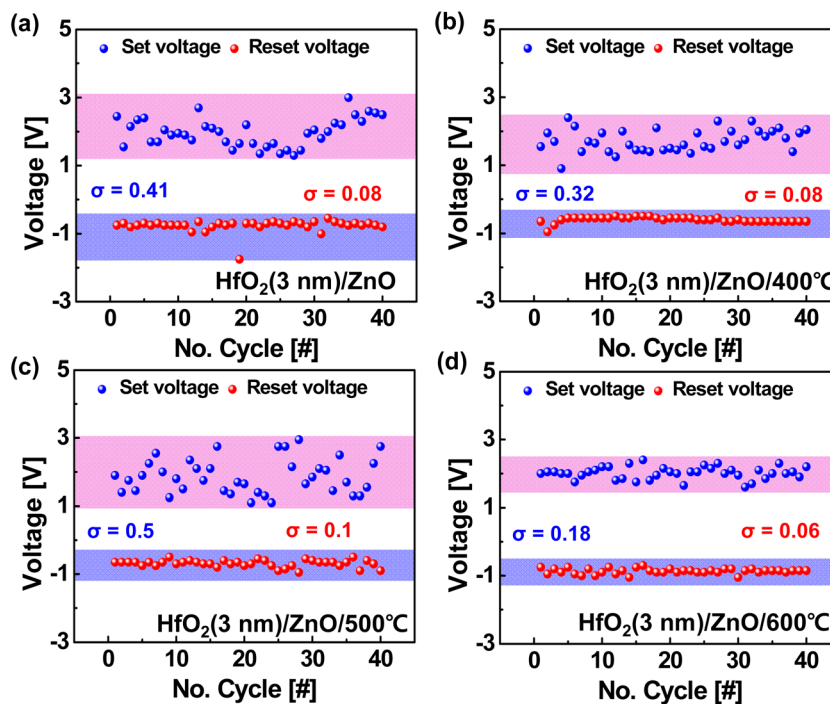 (a)
Set voltage Reset voltage
Voltage [V]
5
3
1
-1
-3
σ = 0.41
σ = 0.08
HfO₂(3 nm)/ZnO
0 10 20 30 40
No. Cycle [#]
(b)
Set voltage Reset voltage
Voltage [V]
5
3
1
-1
-3
σ = 0.32
σ = 0.08
HfO₂(3 nm)/ZnO/400℃
0 10 20 30 40
No. Cycle [#]
(c)
Set voltage Reset voltage
Voltage [V]
5
3
1
-1
-3
σ = 0.5
σ = 0.1
HfO₂(3 nm)/ZnO/500℃
0 10 20 30 40
No. Cycle [#]
(d)
Set voltage Reset voltage
Voltage [V]
5
3
1
-1
-3
σ = 0.18
σ = 0.06
HfO₂(3 nm)/ZnO/600℃
0 10 20 30 40
No. Cycle [#]